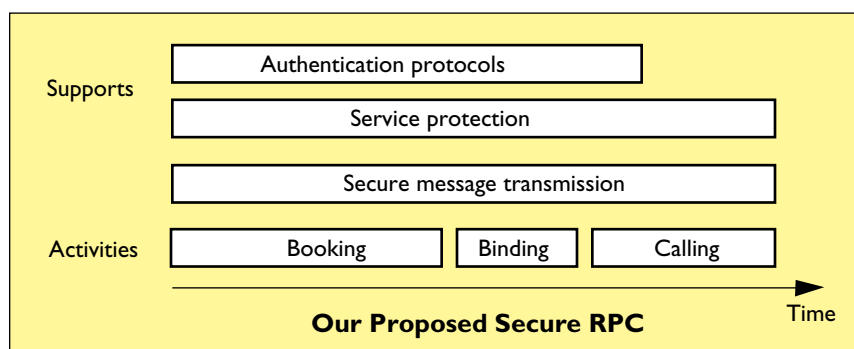 Authentication protocols
Supports
Service protection
Secure message transmission
Activities
Booking
Binding
Calling
Time
Our Proposed Secure RPC